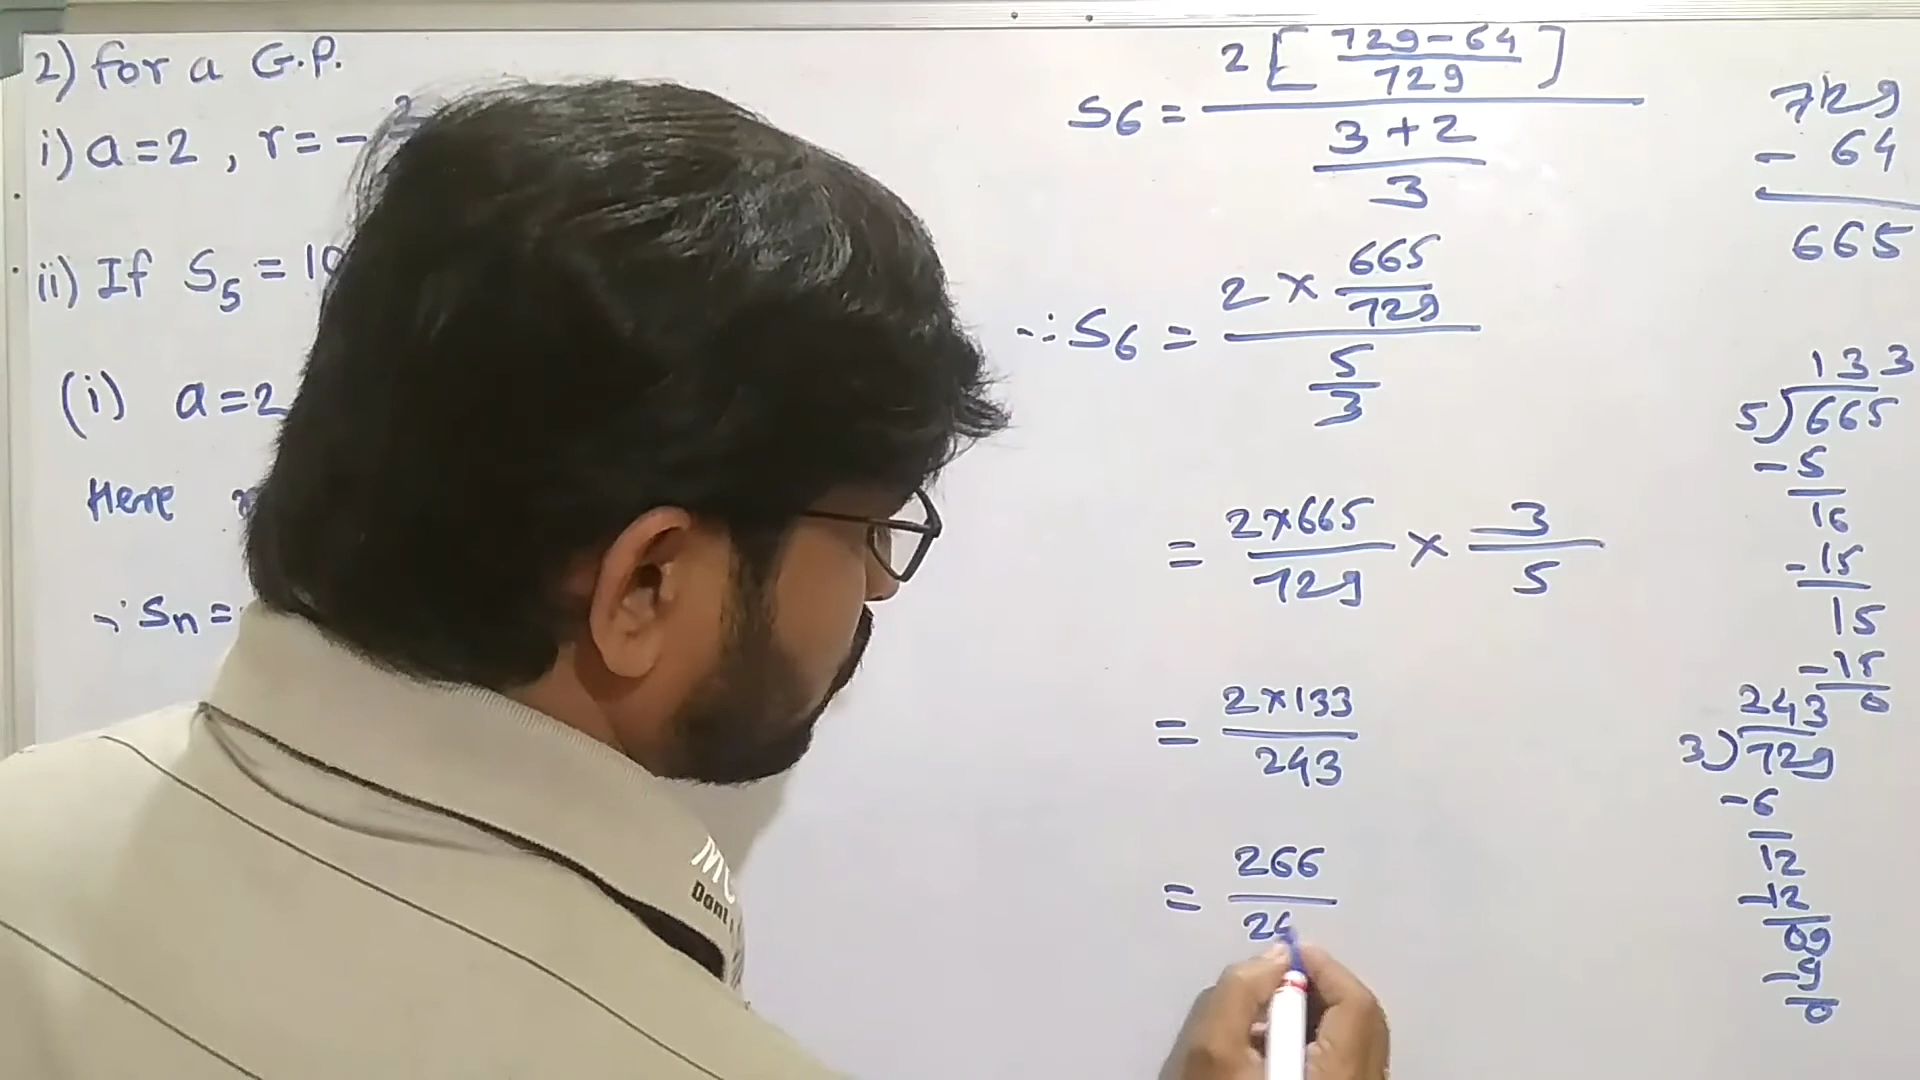 2) for a G.P.
i) a=2 , r= -
ii) If S5 = 10
(i) a=2
Here
∴ Sn =
2 [ 729-64 / 729 ]
S6 =
3+2
3
2 × 665 / 729
∴ S6 =
5
3
= 2×665 / 729 × 3 / 5
= 2×133 / 243
= 266 / 24
729
- 64
665
133
5)665
-5
16
-15
15
-15
0
243
3)729
-6
12
-12
09
-9
0
Dont